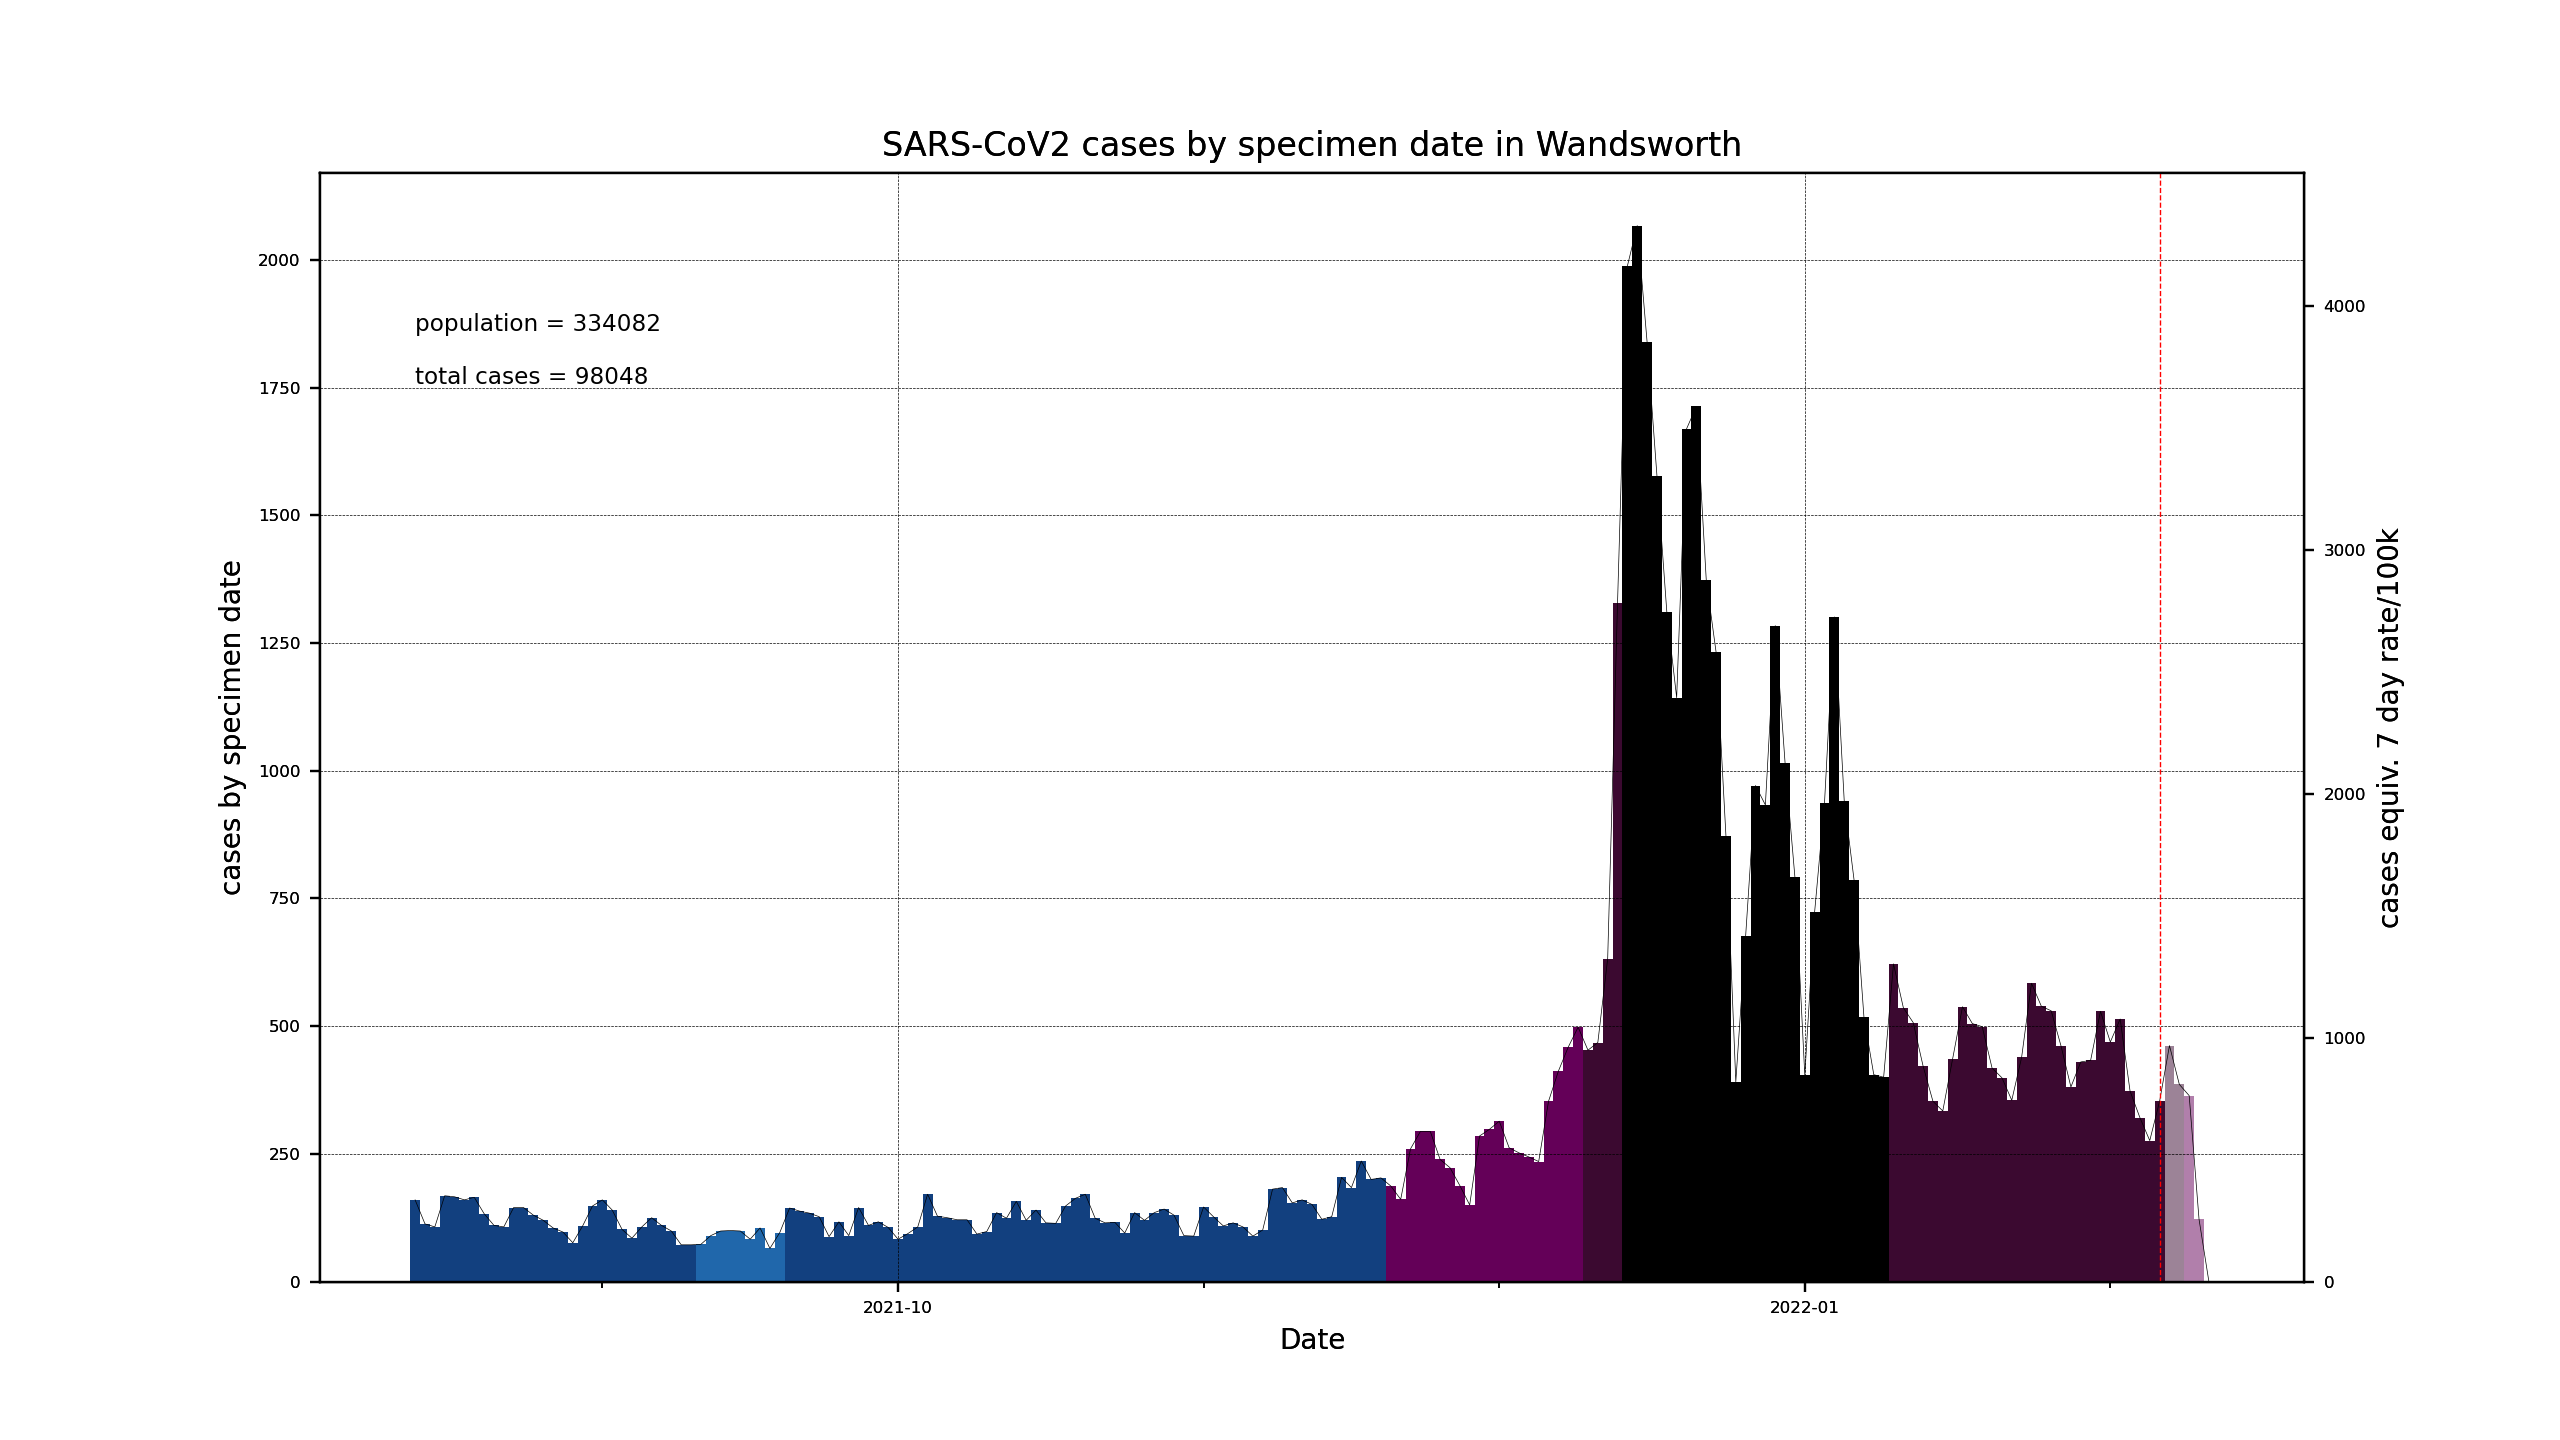 SARS-CoV2 cases by specimen date in Wandsworth
population = 334082
total cases = 98048
cases by specimen date
2000
1750
1500
1250
1000
750
500
250
0
4000
3000
2000
1000
0
cases equiv. 7 day rate/100k
2021-10
2022-01
Date